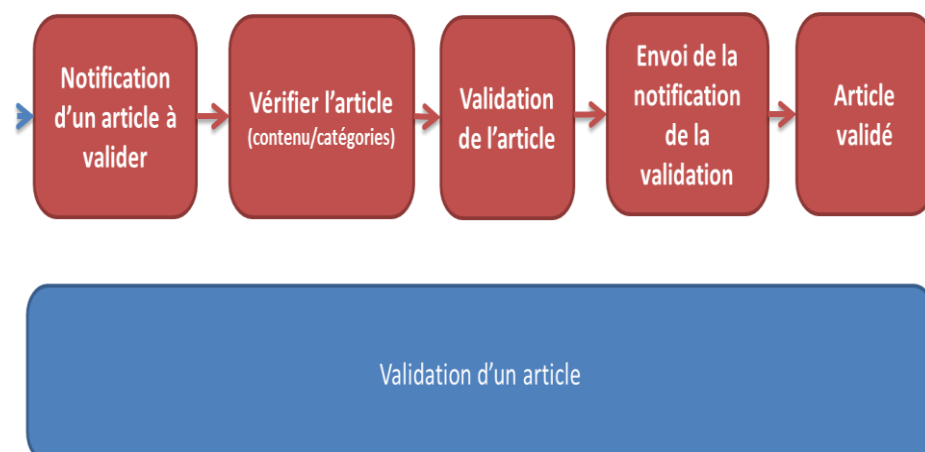 Notification
d’un article à
valider
Vérifier l’article
(contenu/catégories)
Validation
de l’article
Envoi de la
notification
de la
validation
Article
validé
Validation d’un article